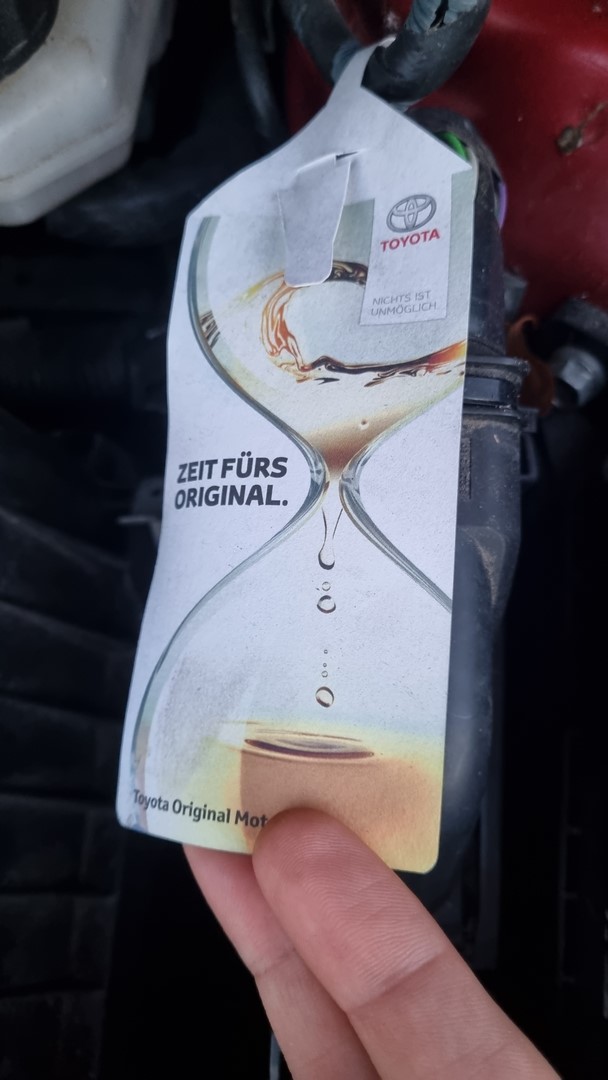 TOYOTA
NICHTS IST
UNMÖGLICH
ZEIT FÜRS
ORIGINAL.
Toyota Original Mot